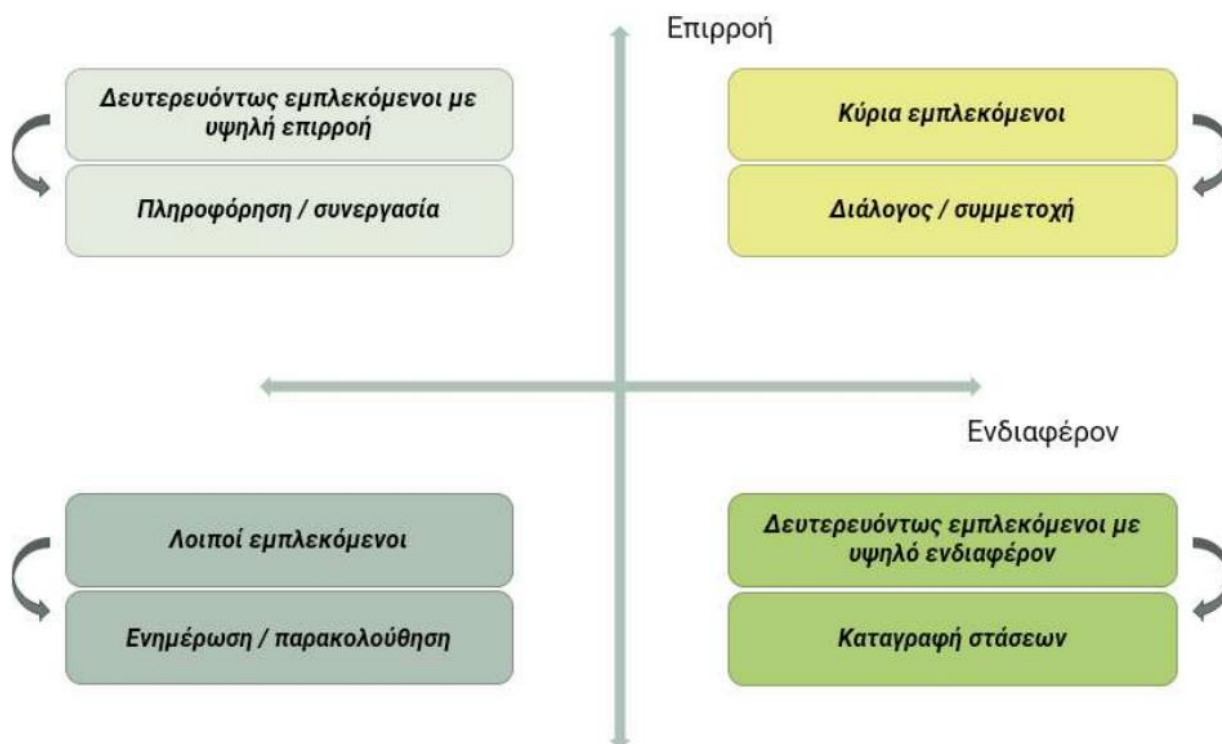 Επιρροή
Δευτερευόντως εμπλεκόμενοι με
υψηλή επιρροή
Πληροφόρηση / συνεργασία
Κύρια εμπλεκόμενοι
Διάλογος / συμμετοχή
Ενδιαφέρον
Λοιποί εμπλεκόμενοι
Ενημέρωση / παρακολούθηση
Δευτερευόντως εμπλεκόμενοι με
υψηλό ενδιαφέρον
Καταγραφή στάσεων